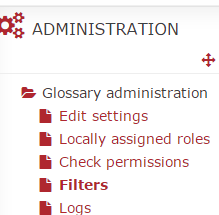 ADMINISTRATION
Glossary administration
Edit settings
Locally assigned roles
Check permissions
Filters
Logs